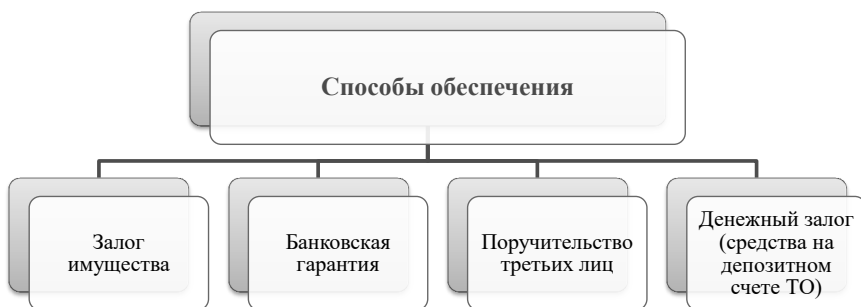 Способы обеспечения
Залог
имущества
Банковская
гарантия
Поручительство
третьих лиц
Денежный залог
(средства на
депозитном
счете ТО)